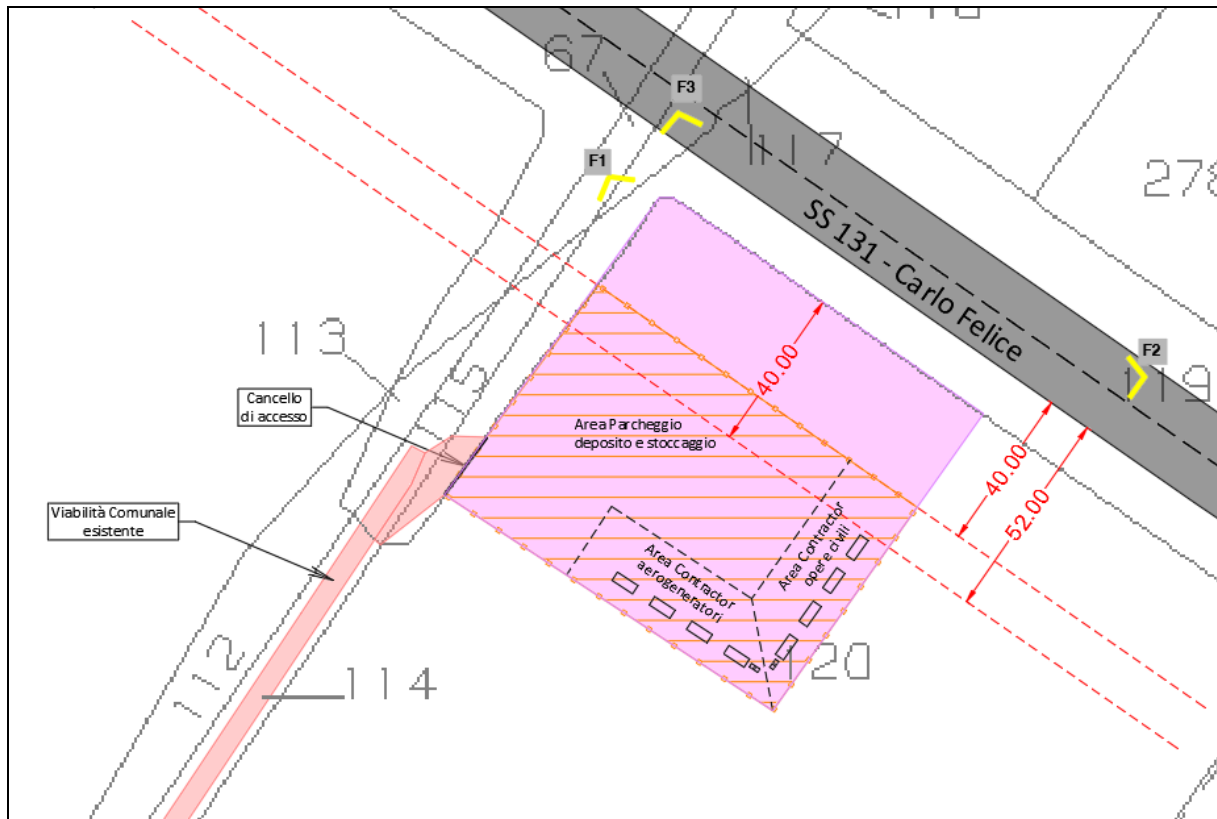 67
F3
117
F1
278
SS 131 - Carlo Felice
F2
119
113
115
40.00
Cancello
di accesso
Area Parcheggio
deposito e stoccaggio
40.00
52.00
Viabilità Comunale
esistente
Area Contractor
aerogeneratori
Area Contractor
opere civili
120
112
114